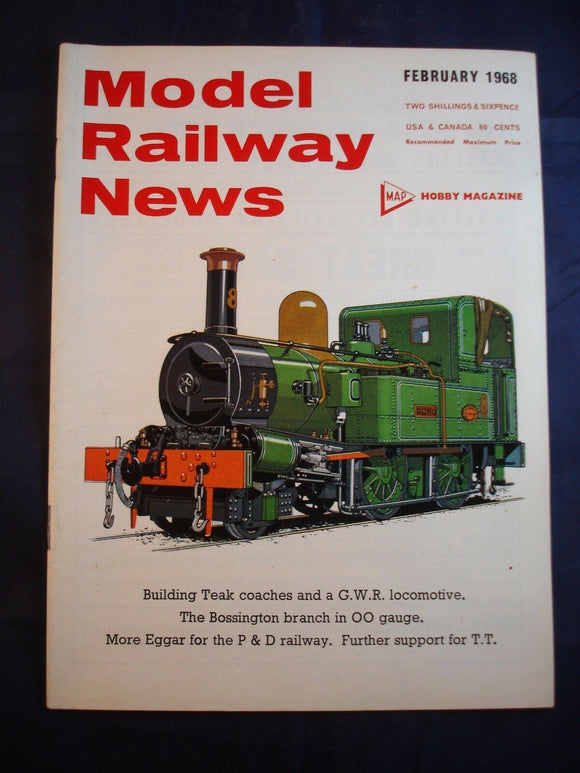 Model
Railway
News
FEBRUARY 1968
TWO SHILLINGS & SIXPENCE
USA & CANADA 60 CENTS
Recommended Maximum Price
MAP HOBBY MAGAZINE
8
Building Teak coaches and a G.W.R. locomotive.
The Bossington branch in OO gauge.
More Eggar for the P & D railway. Further support for T.T.